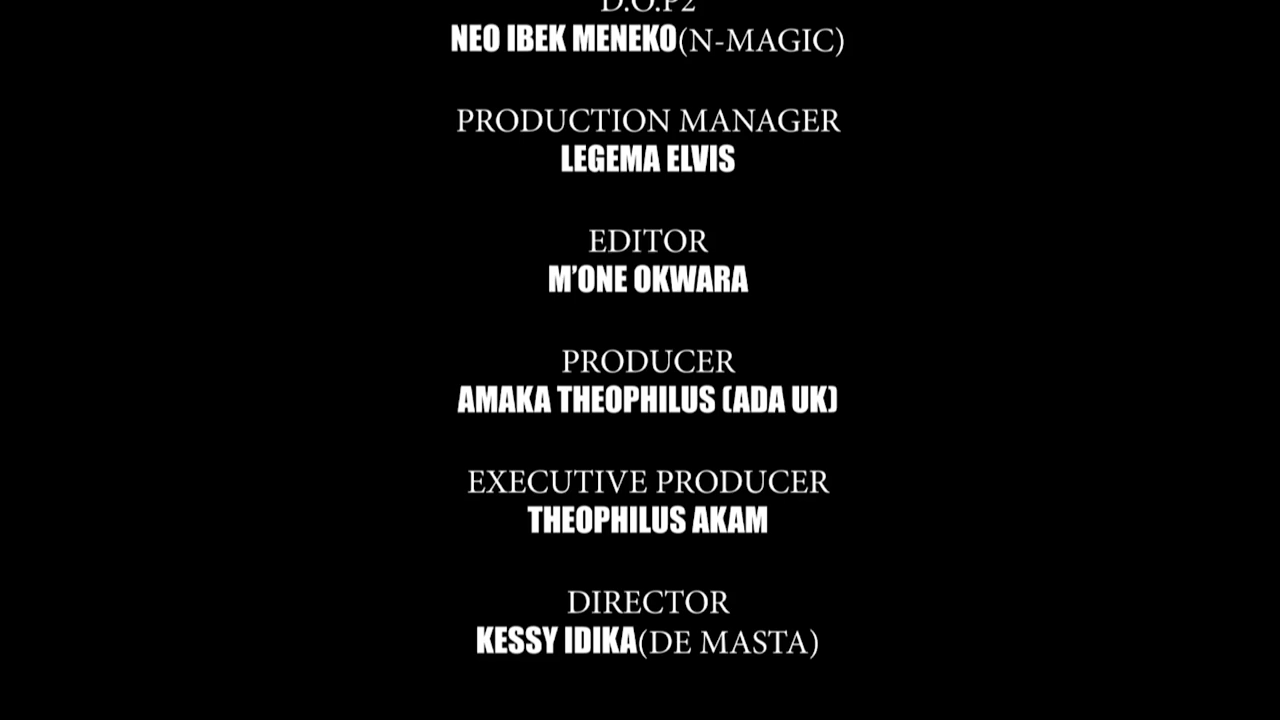 D.O.P2
NEO IBEK MENEKO(N-MAGIC)
PRODUCTION MANAGER
LEGEMA ELVIS
EDITOR
M’ONE OKWARA
PRODUCER
AMAKA THEOPHILUS (ADA UK)
EXECUTIVE PRODUCER
THEOPHILUS AKAM
DIRECTOR
KESSY IDIKA(DE MASTA)